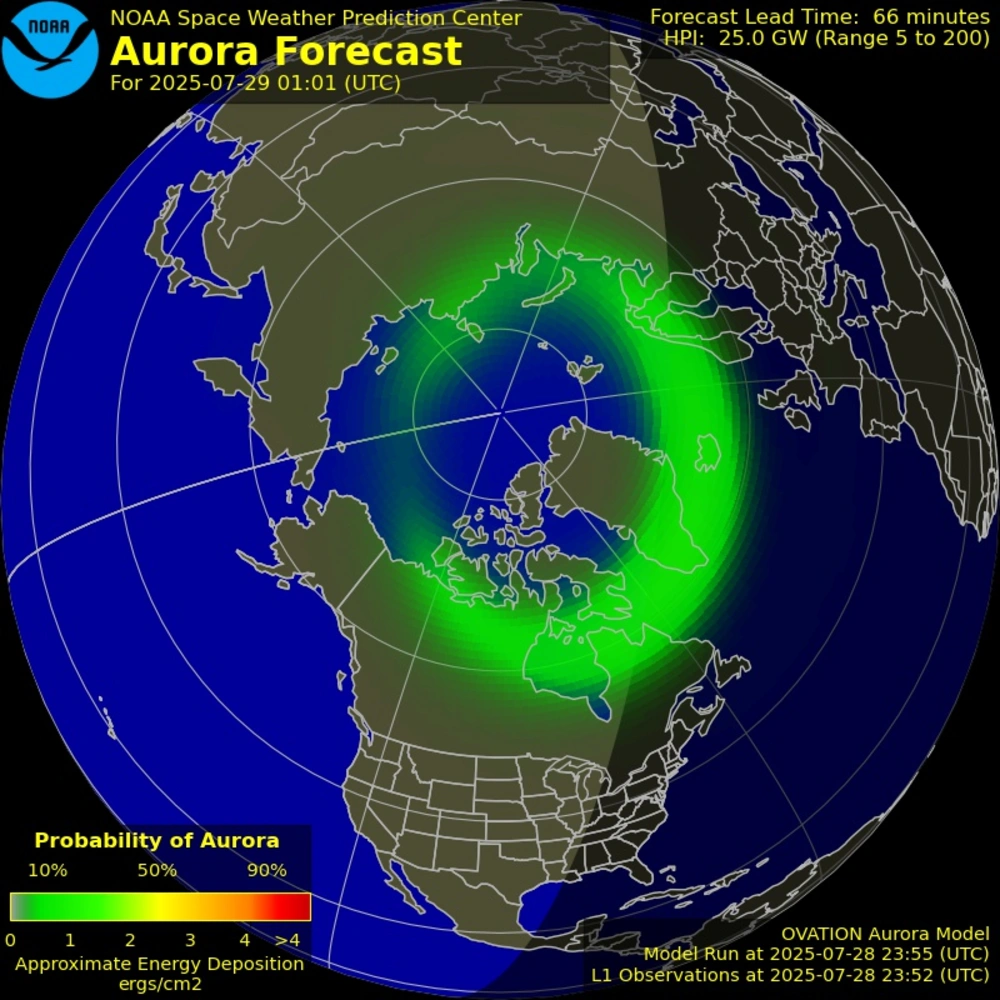 NOAA
NOAA Space Weather Prediction Center
Aurora Forecast
For 2025-07-29 01:01 (UTC)
Forecast Lead Time: 66 minutes
HPI: 25.0 GW (Range 5 to 200)
Probability of Aurora
10% 50% 90%
0 1 2 3 4 >4
Approximate Energy Deposition
ergs/cm2
OVATION Aurora Model
Model Run at 2025-07-28 23:55 (UTC)
L1 Observations at 2025-07-28 23:52 (UTC)